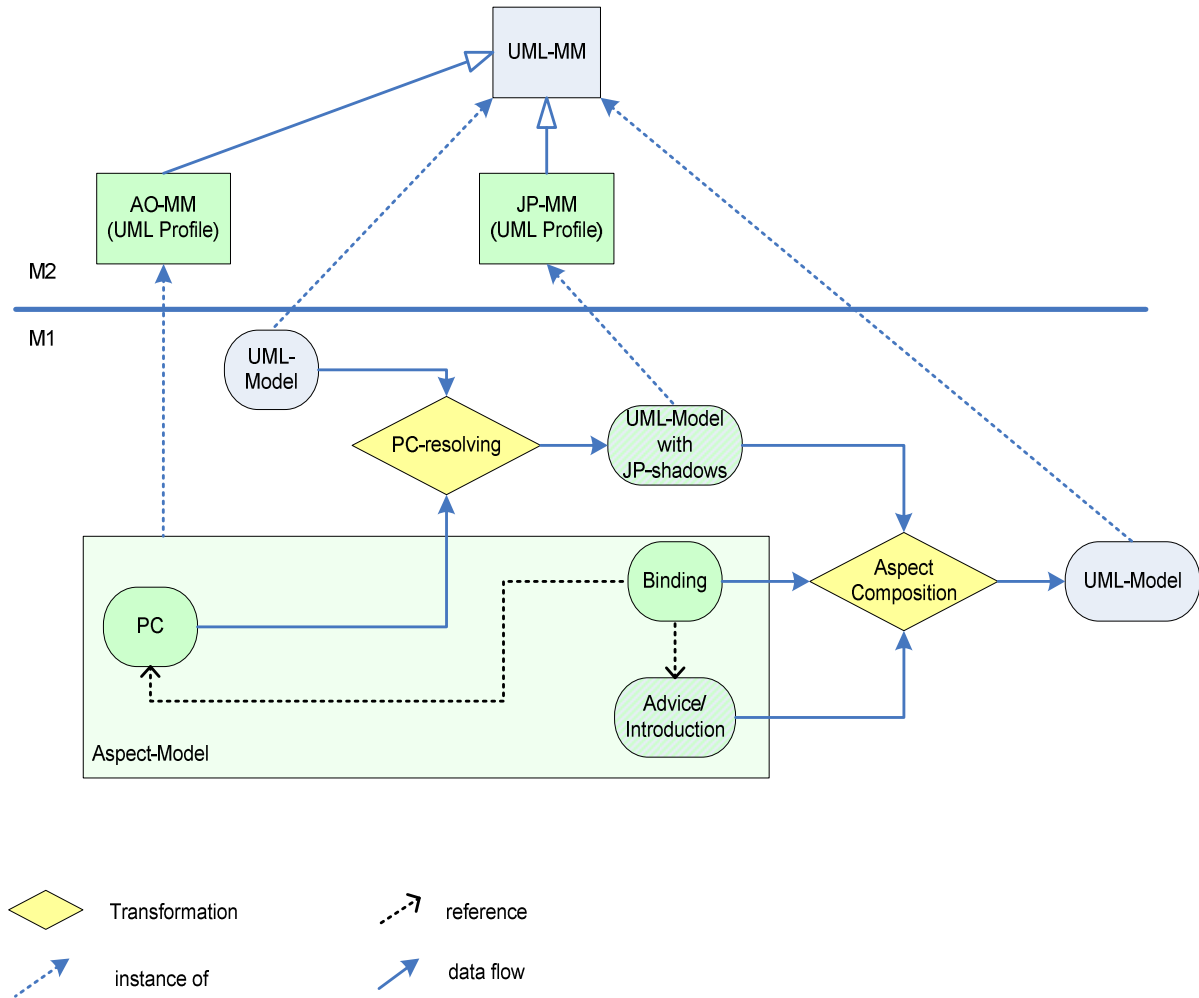 UML-MM
AO-MM
(UML Profile)
JP-MM
(UML Profile)
M2
M1
UML-
Model
PC-resolving
UML-Model
with
JP-shadows
Binding
Aspect
Composition
UML-Model
PC
Advice/
Introduction
Aspect-Model
Transformation
reference
instance of
data flow